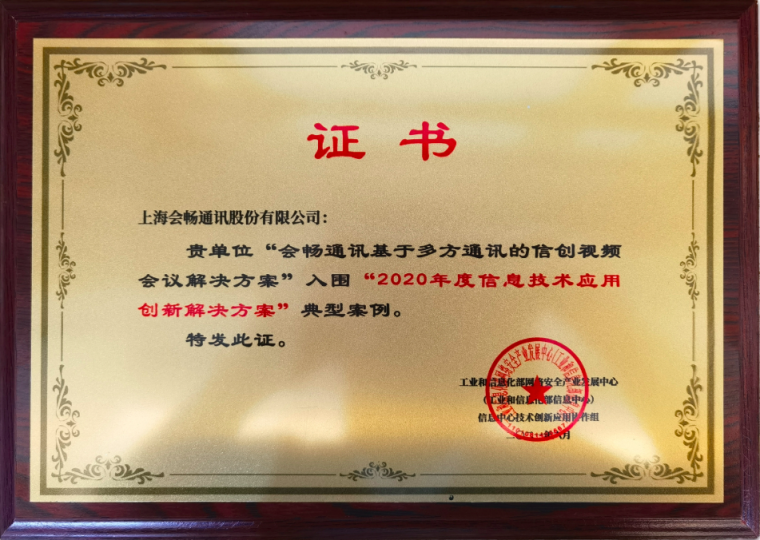 证书
上海会畅通讯股份有限公司：
贵单位“会畅通讯基于多方通讯的信创视频
会议解决方案”入围“2020年度信息技术应用
创新解决方案”典型案例。
特发此证。
工业和信息化部网络安全产业发展中心
（工业和信息化部信息中心）
信息中心技术创新应用协作组